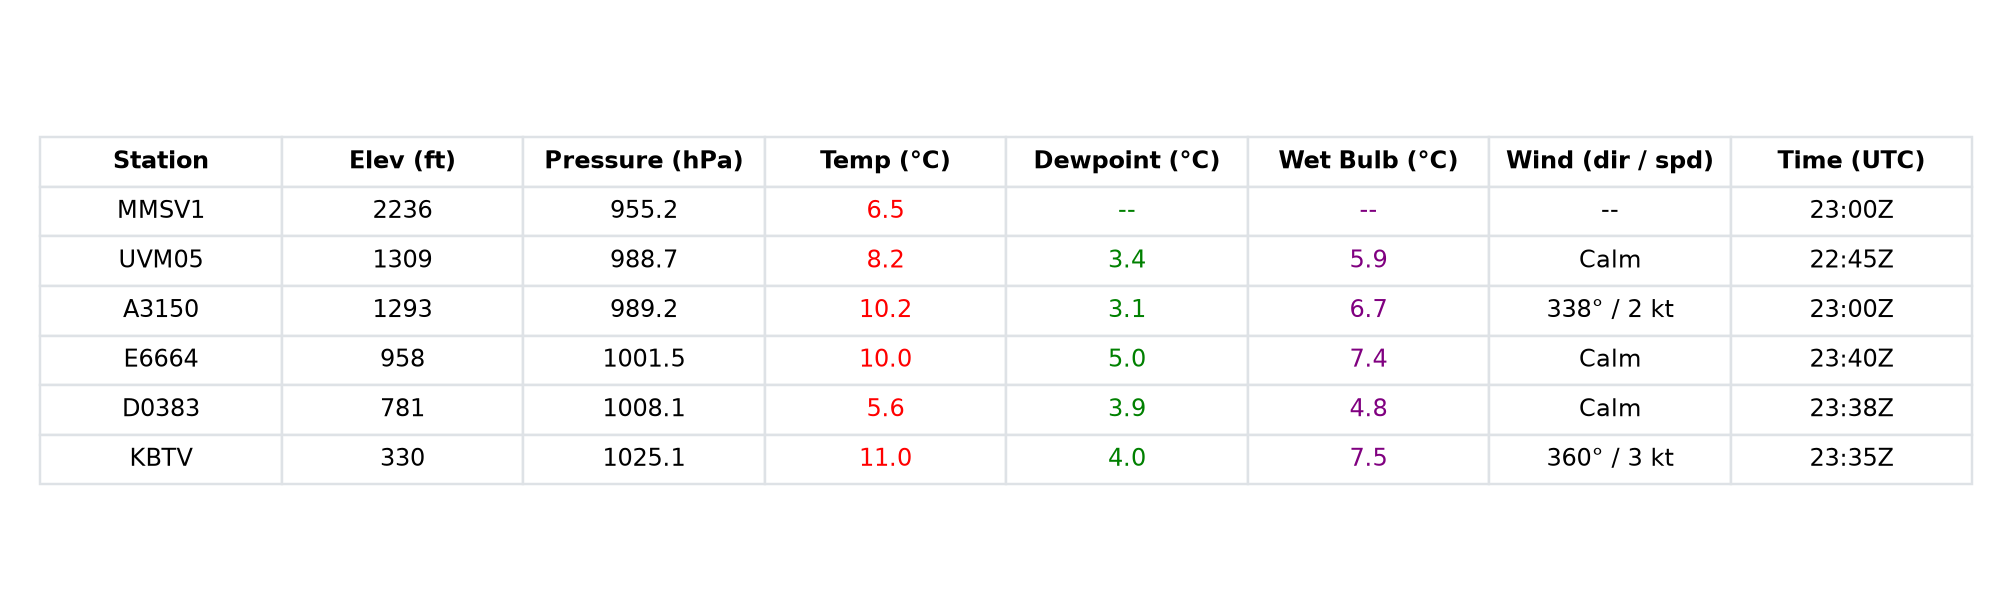 Station Elev (ft) Pressure (hPa) Temp (°C) Dewpoint (°C) Wet Bulb (°C) Wind (dir / spd) Time (UTC)
MMSV1 2236 955.2 6.5 -- -- -- 23:00Z
UVM05 1309 988.7 8.2 3.4 5.9 Calm 22:45Z
A3150 1293 989.2 10.2 3.1 6.7 338° / 2 kt 23:00Z
E6664 958 1001.5 10.0 5.0 7.4 Calm 23:40Z
D0383 781 1008.1 5.6 3.9 4.8 Calm 23:38Z
KBTV 330 1025.1 11.0 4.0 7.5 360° / 3 kt 23:35Z